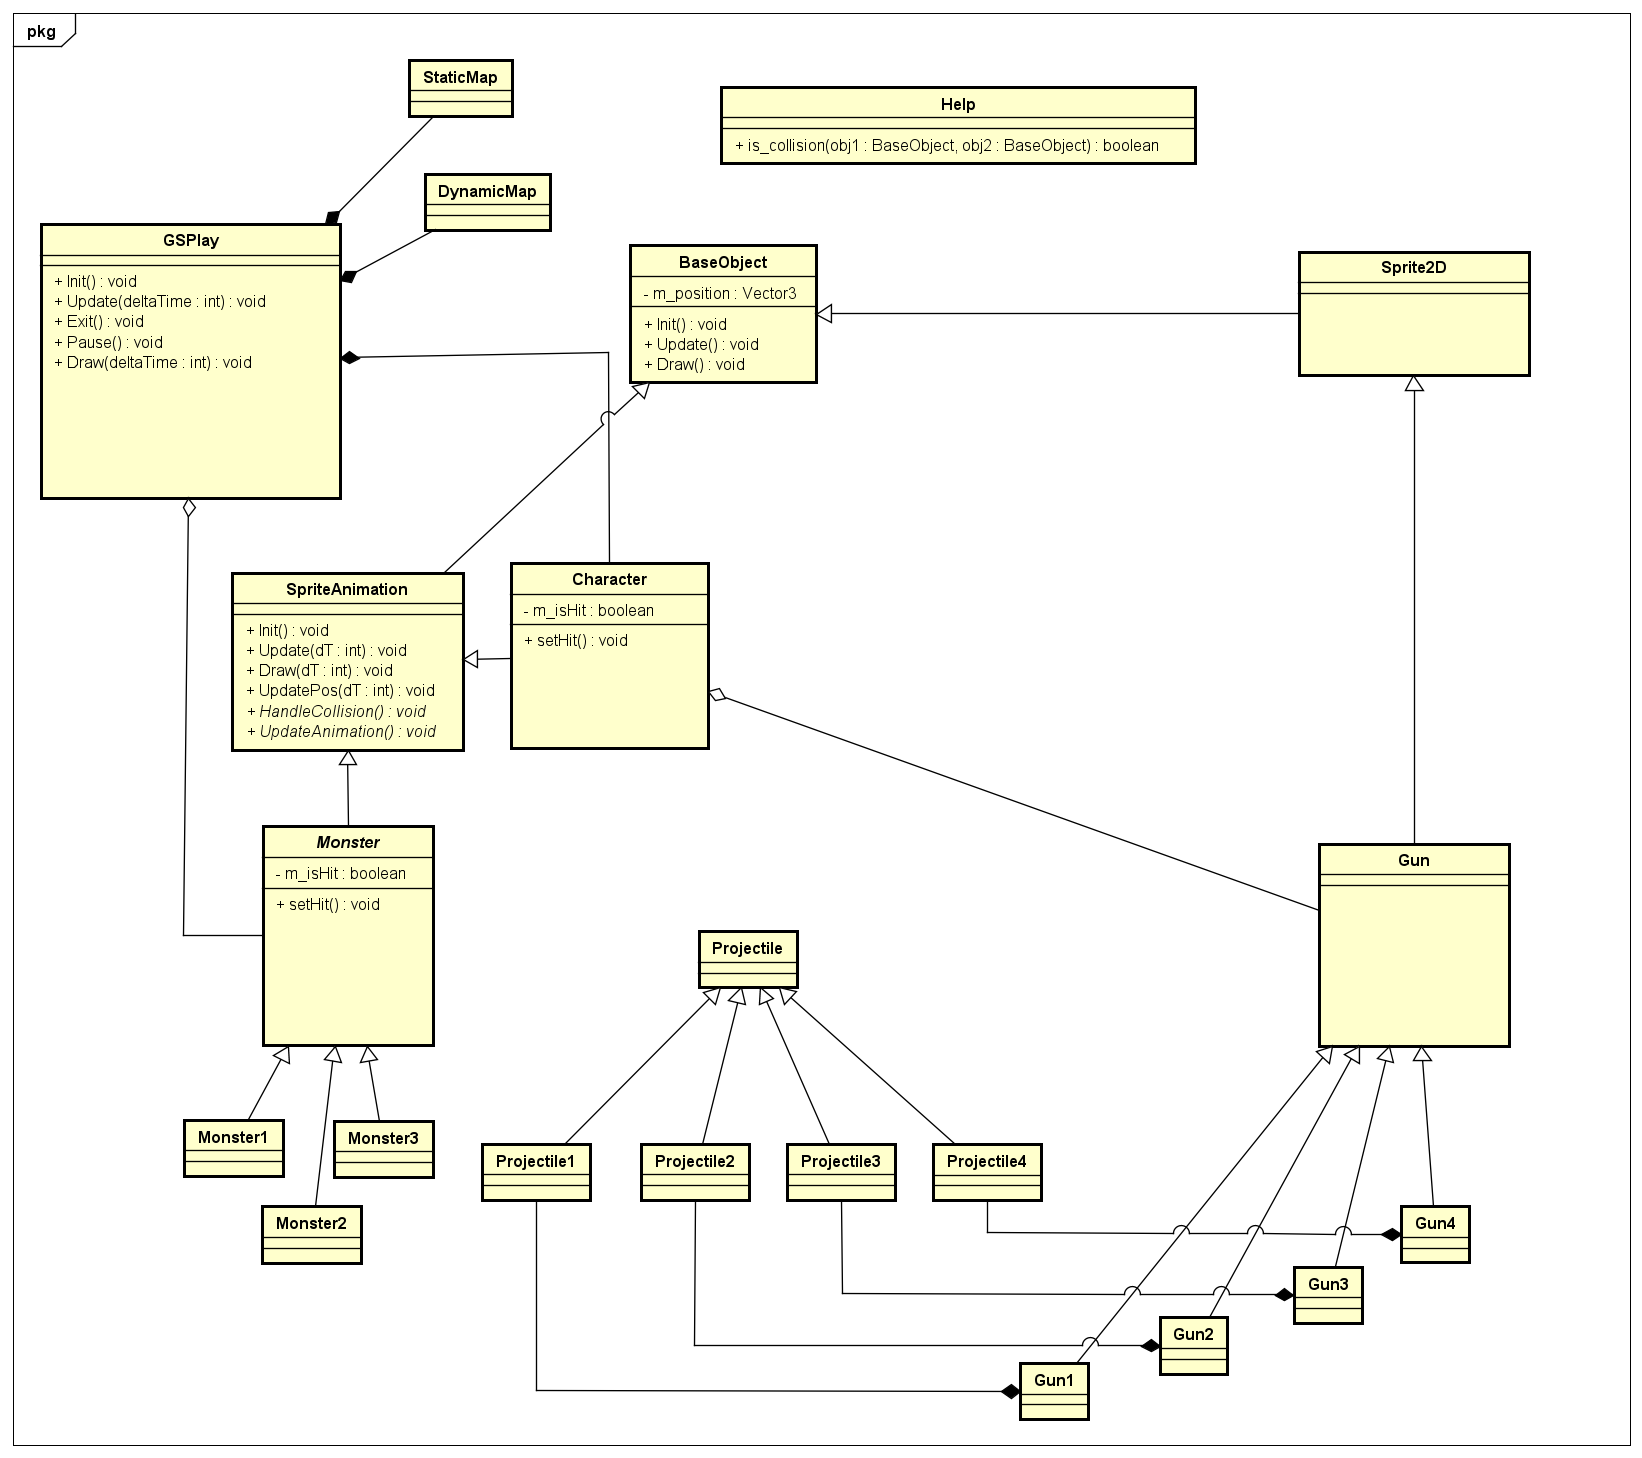 pkg
StaticMap
Help
+ is_collision(obj1 : BaseObject, obj2 : BaseObject) : boolean
DynamicMap
GSPlay
+ Init() : void
+ Update(deltaTime : int) : void
+ Exit() : void
+ Pause() : void
+ Draw(deltaTime : int) : void
BaseObject
- m_position : Vector3
+ Init() : void
+ Update() : void
+ Draw() : void
Sprite2D
SpriteAnimation
+ Init() : void
+ Update(dT : int) : void
+ Draw(dT : int) : void
+ UpdatePos(dT : int) : void
+ HandleCollision() : void
+ UpdateAnimation() : void
Character
- m_isHit : boolean
+ setHit() : void
Monster
- m_isHit : boolean
+ setHit() : void
Gun
Projectile
Monster1
Monster3
Monster2
Projectile1
Projectile2
Projectile3
Projectile4
Gun4
Gun3
Gun2
Gun1